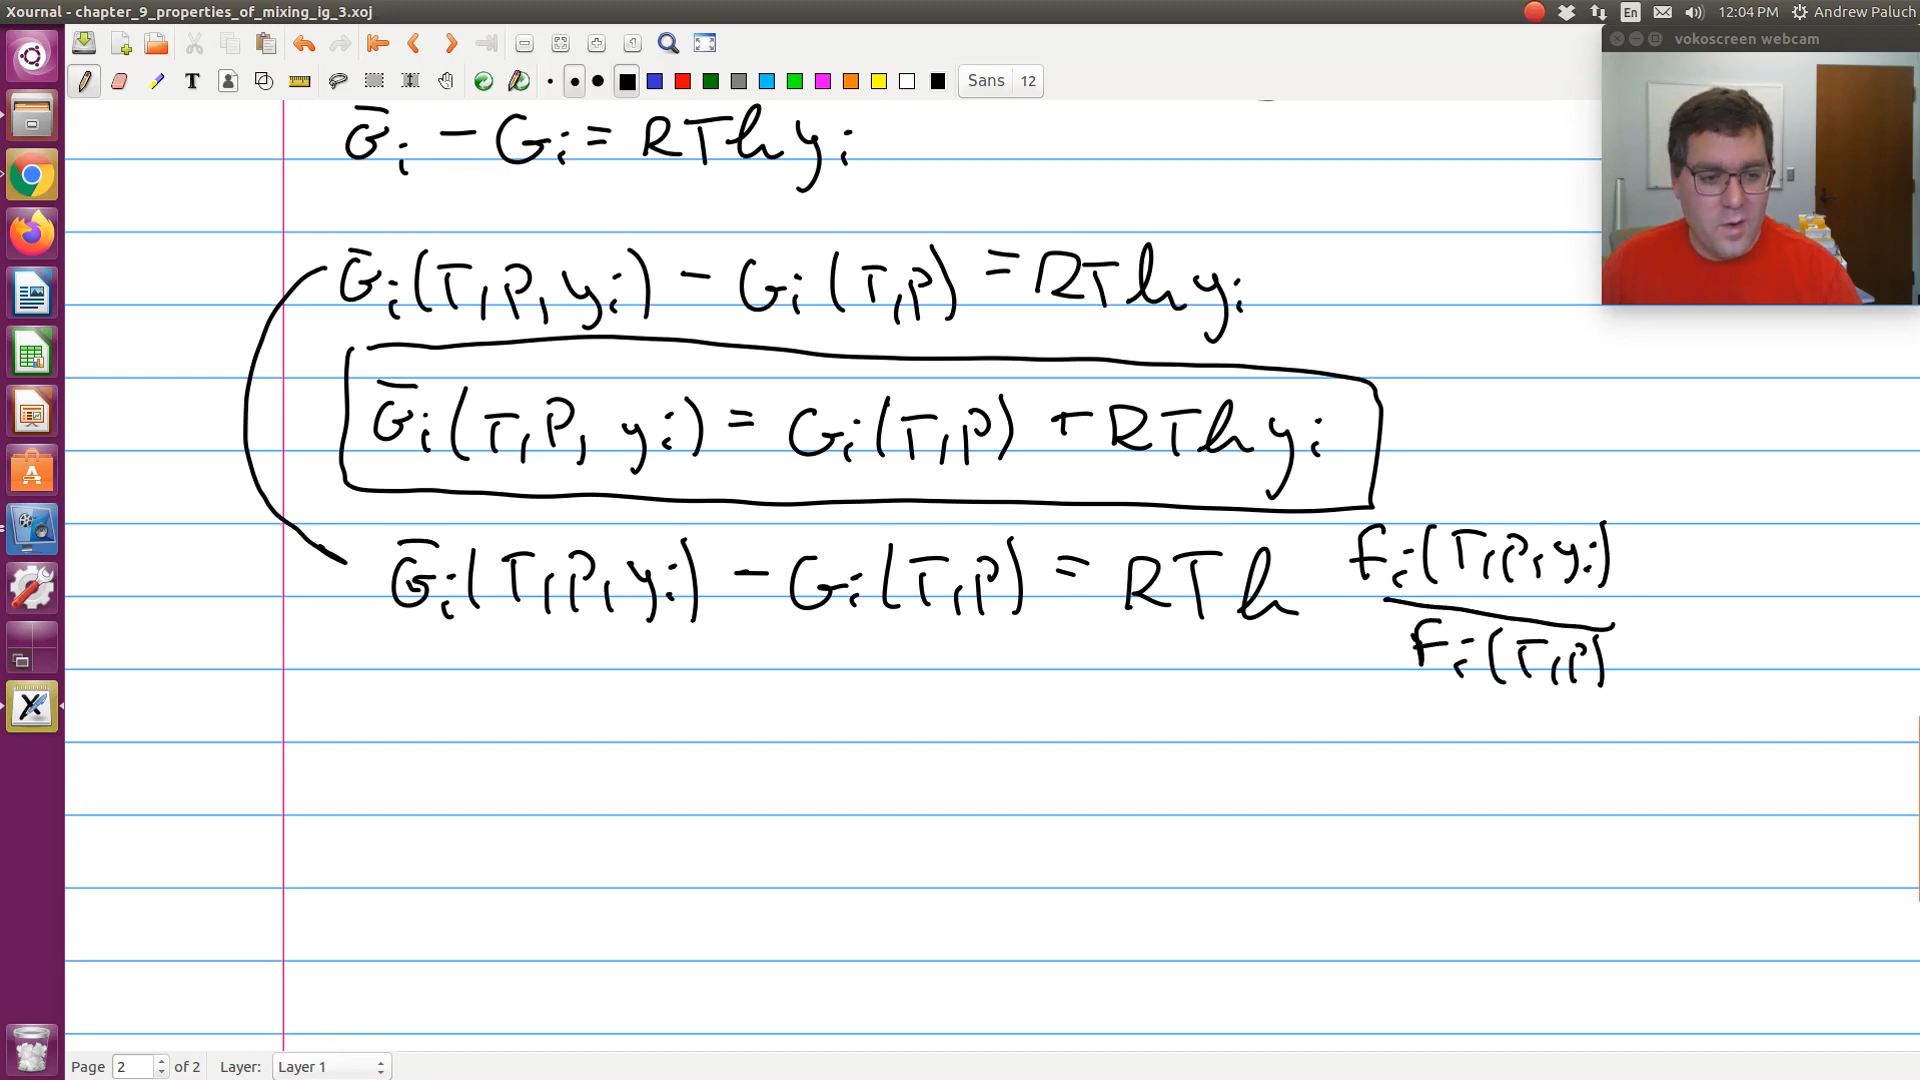 Xournal - chapter_9_properties_of_mixing_ig_3.xoj
En 12:04 PM Andrew Paluch
vokoscreen webcam
Sans 12
Ḡi - Gi = RT ln yi
Ḡi(T,P,yi) - Gi(T,P) = RT ln yi
Ḡi(T,P,yi) = Gi(T,P) + RT ln yi
Ḡi(T,P,yi) - Gi(T,P) = RT ln fi(T,P,yi)
fi(T,P)
Page 2 of 2 Layer: Layer 1